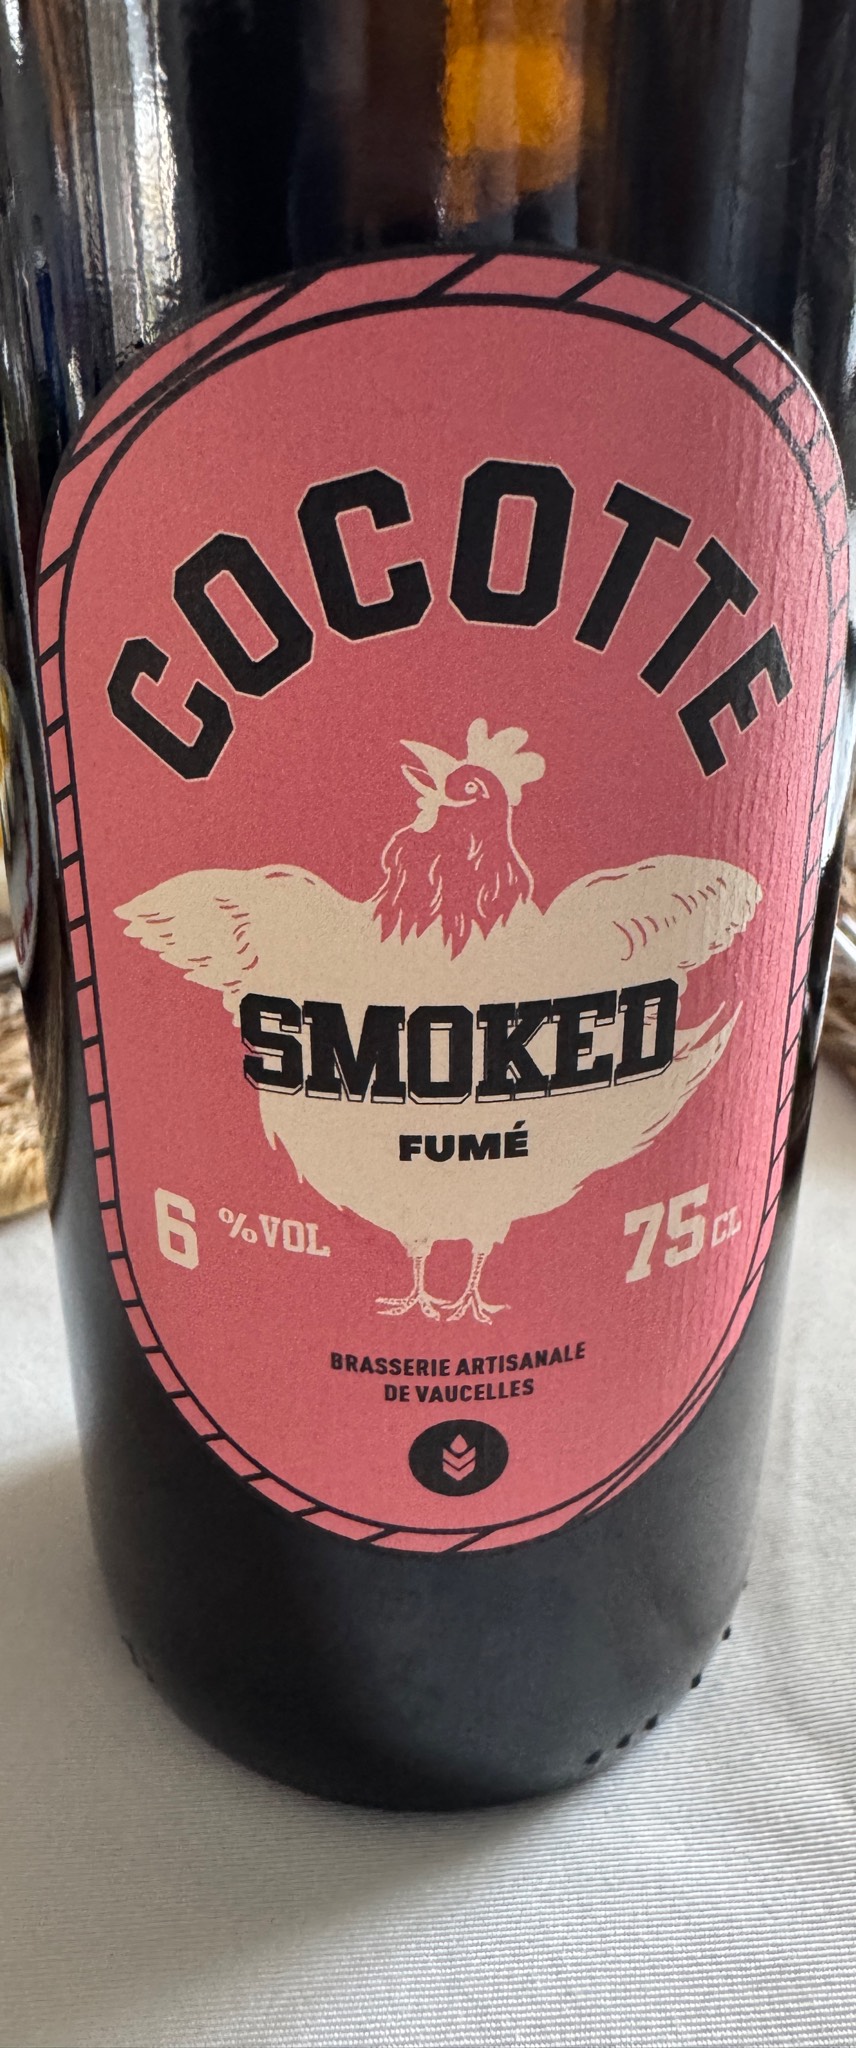 COCOTTE
SMOKED
FUMÉ
6 %VOL
75 CL
BRASSERIE ARTISANALE
DE VAUCELLES